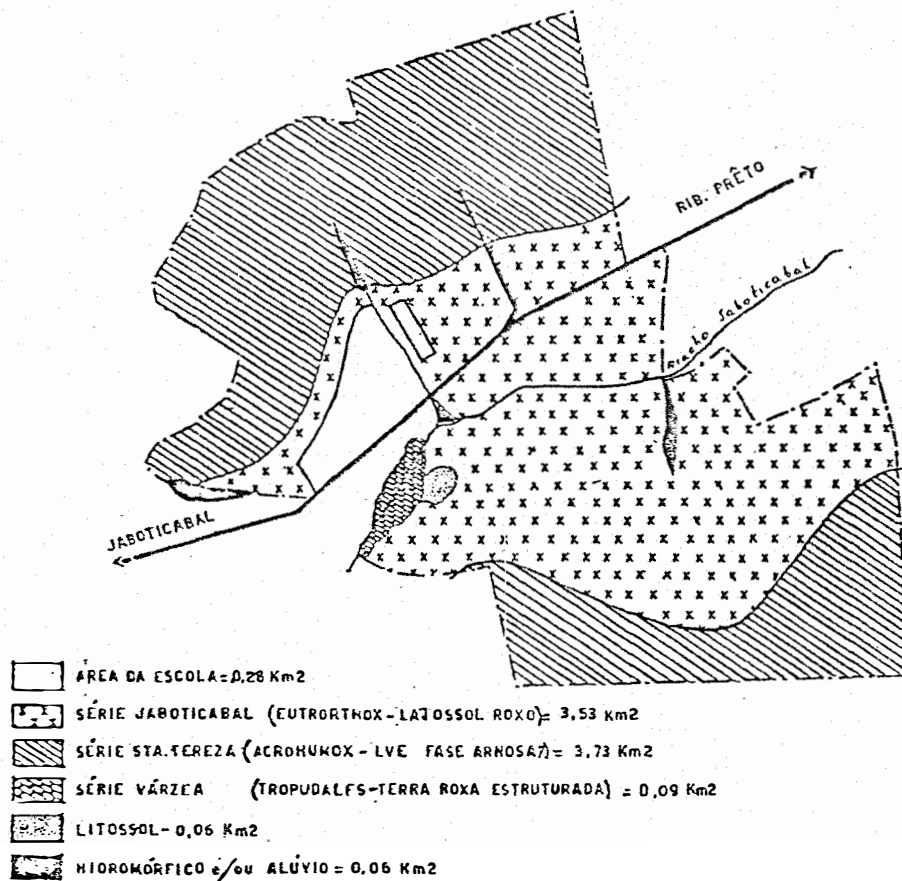 RIB. PRÊTO
Riacho Jaboticabal
JABOTICABAL
ÁREA DA ESCOLA = 0,28 Km2
SÉRIE JABOTICABAL (EUTRORTHOX-LATOSSOL ROXO) = 3,53 Km2
SÉRIE STA. TEREZA (ACROHUMOX - LVE FASE ARNOSA?) = 3,73 Km2
SÉRIE VÁRZEA (TROPUDALFS-TERRA ROXA ESTRUTURADA) = 0,09 Km2
LITOSSOL - 0,06 Km2
HIDROMÓRFICO e/ou ALÚVIO = 0,06 Km2